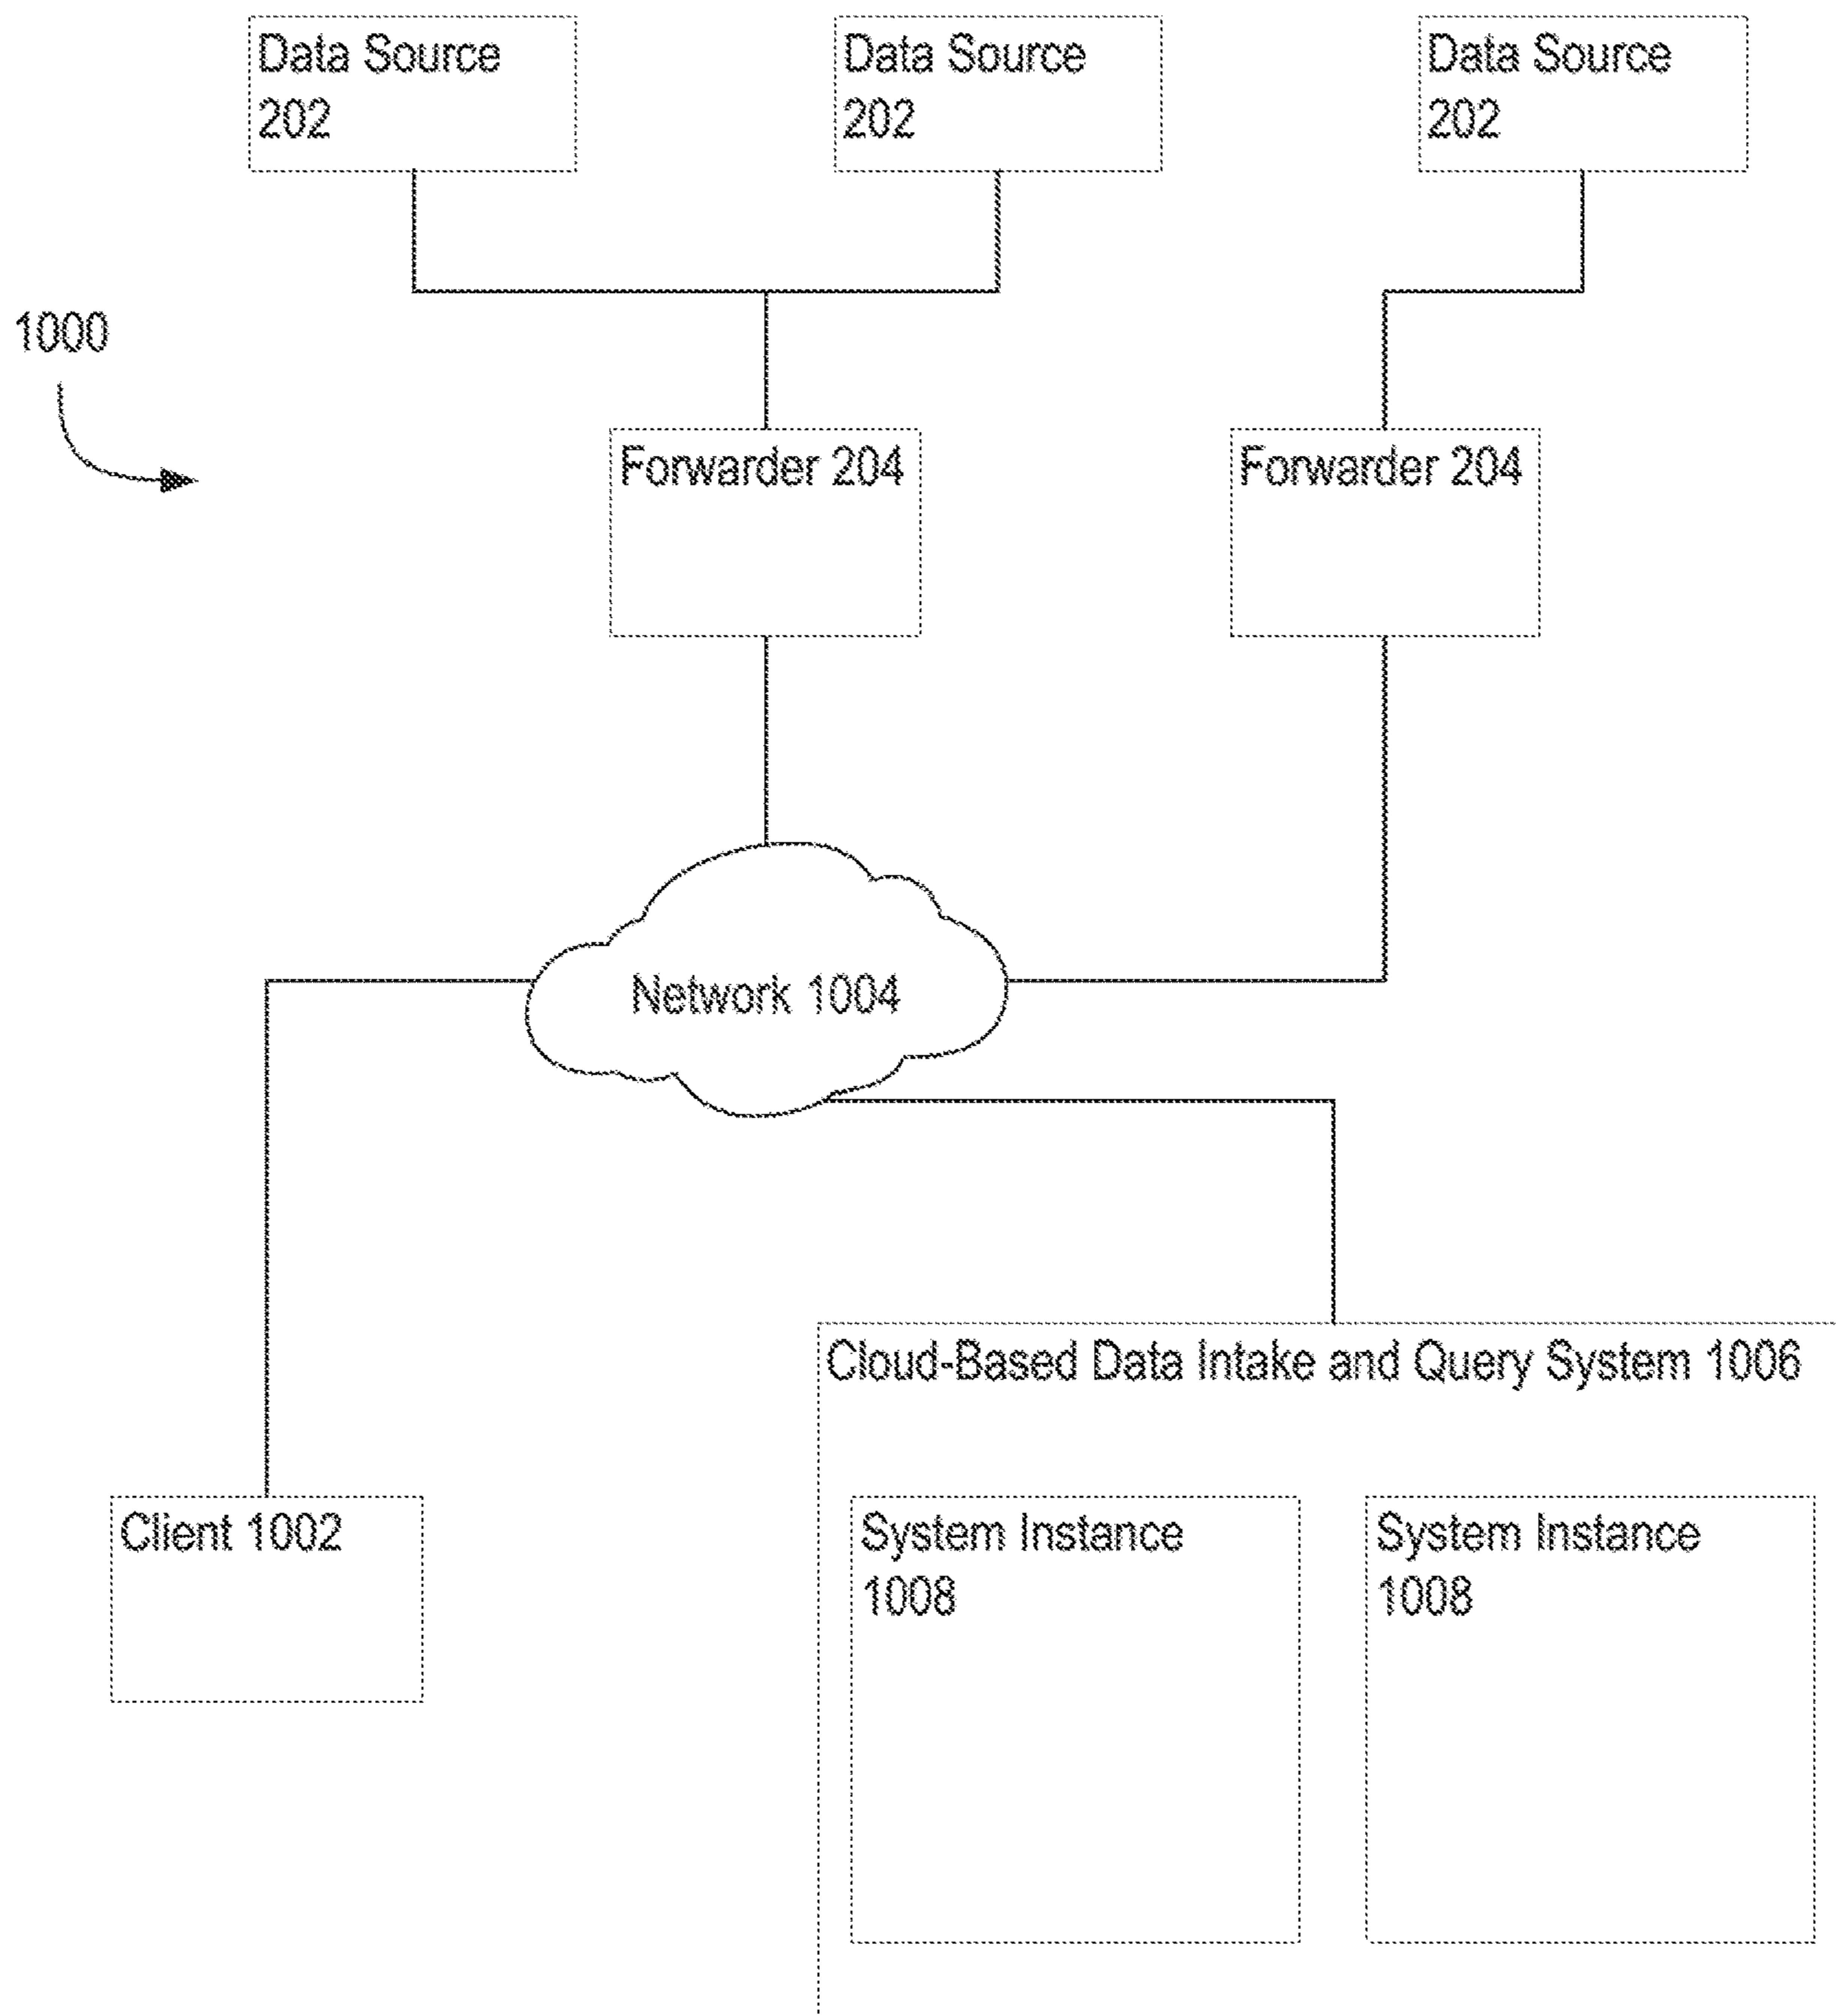 Data Source
202
Data Source
202
Data Source
202
1000
Forwarder 204
Forwarder 204
Network 1004
Cloud-Based Data Intake and Query System 1006
Client 1002
System Instance
1008
System Instance
1008